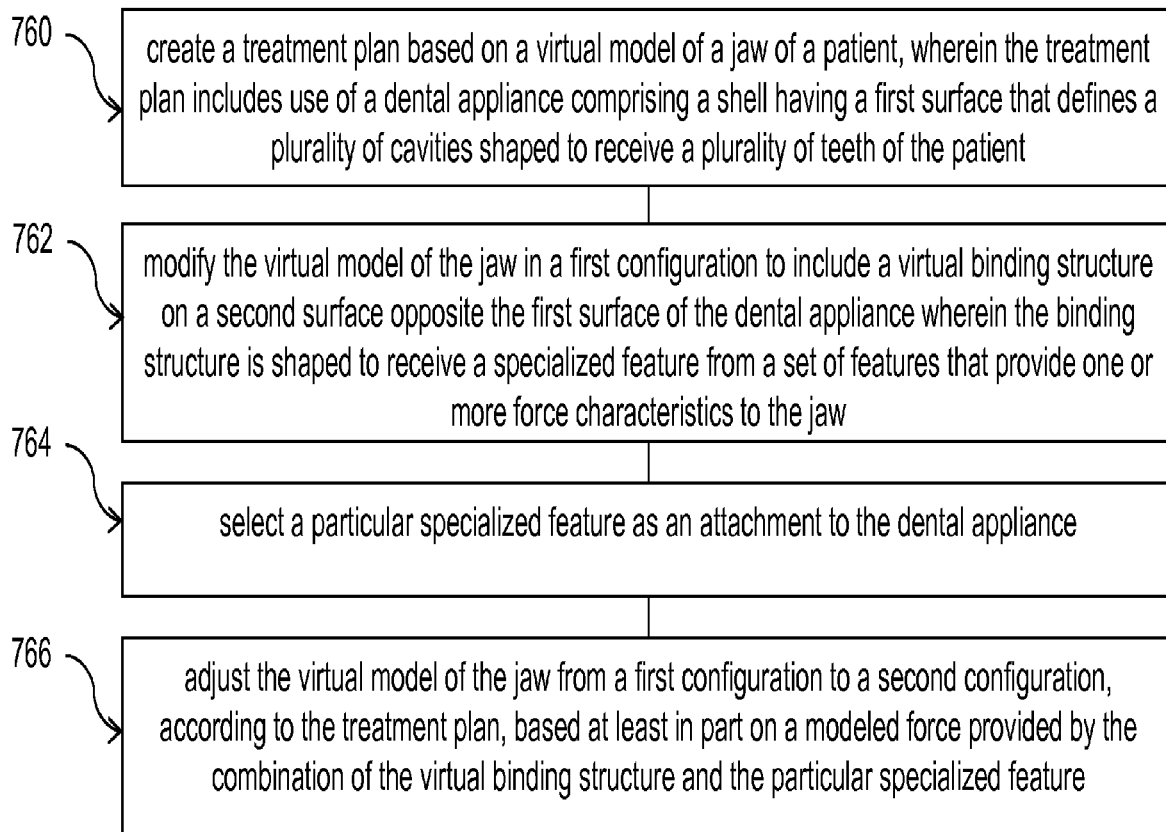 760
create a treatment plan based on a virtual model of a jaw of a patient, wherein the treatment
plan includes use of a dental appliance comprising a shell having a first surface that defines a
plurality of cavities shaped to receive a plurality of teeth of the patient
762
modify the virtual model of the jaw in a first configuration to include a virtual binding structure
on a second surface opposite the first surface of the dental appliance wherein the binding
structure is shaped to receive a specialized feature from a set of features that provide one or
more force characteristics to the jaw
764
select a particular specialized feature as an attachment to the dental appliance
766
adjust the virtual model of the jaw from a first configuration to a second configuration,
according to the treatment plan, based at least in part on a modeled force provided by the
combination of the virtual binding structure and the particular specialized feature